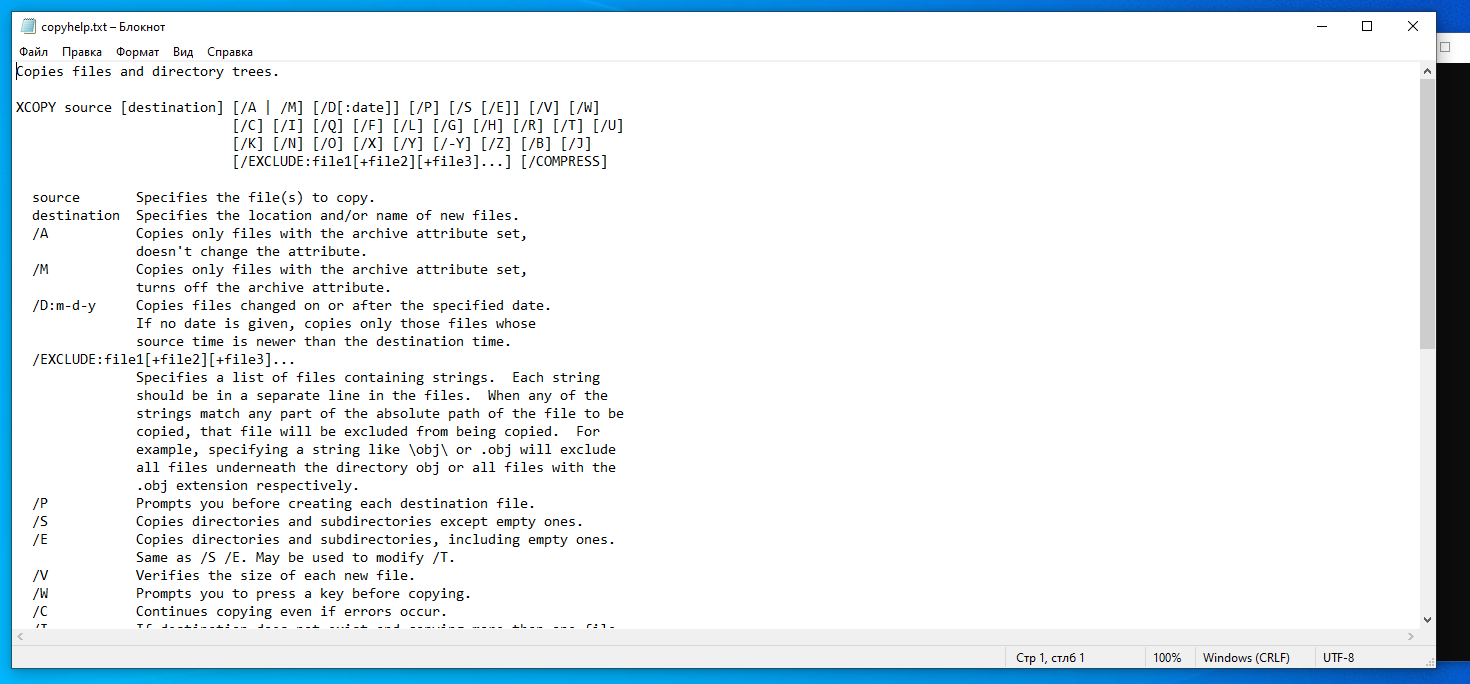 copyhelp.txt – Блокнот
Файл Правка Формат Вид Справка
Copies files and directory trees.
XCOPY source [destination] [/A | /M] [/D[:date]] [/P] [/S [/E]] [/V] [/W]
[/C] [/I] [/Q] [/F] [/L] [/G] [/H] [/R] [/T] [/U]
[/K] [/N] [/O] [/X] [/Y] [/-Y] [/Z] [/B] [/J]
[/EXCLUDE:file1[+file2][+file3]...] [/COMPRESS]
source Specifies the file(s) to copy.
destination Specifies the location and/or name of new files.
/A Copies only files with the archive attribute set,
doesn't change the attribute.
/M Copies only files with the archive attribute set,
turns off the archive attribute.
/D:m-d-y Copies files changed on or after the specified date.
If no date is given, copies only those files whose
source time is newer than the destination time.
/EXCLUDE:file1[+file2][+file3]...
Specifies a list of files containing strings.  Each string
should be in a separate line in the files.  When any of the
strings match any part of the absolute path of the file to be
copied, that file will be excluded from being copied.  For
example, specifying a string like \obj\ or .obj will exclude
all files underneath the directory obj or all files with the
.obj extension respectively.
/P Prompts you before creating each destination file.
/S Copies directories and subdirectories except empty ones.
/E Copies directories and subdirectories, including empty ones.
Same as /S /E. May be used to modify /T.
/V Verifies the size of each new file.
/W Prompts you to press a key before copying.
/C Continues copying even if errors occur.
/I If destination does not exist and copying more than one file,
Стр 1, стлб 1 100% Windows (CRLF) UTF-8